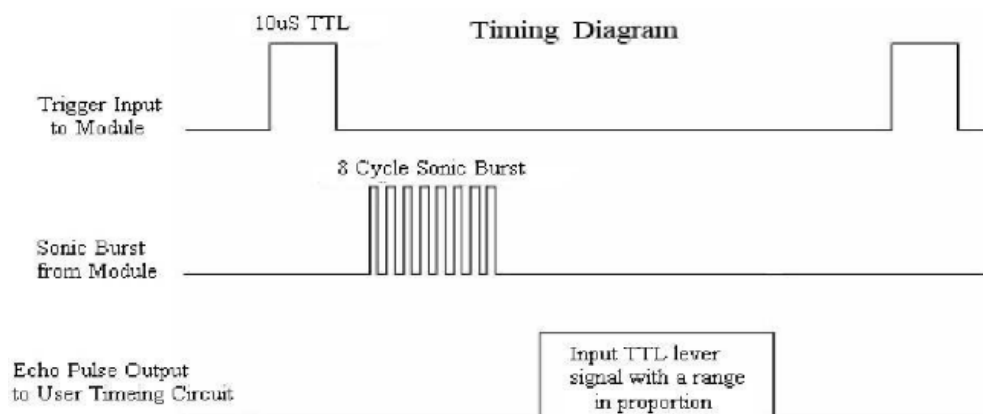 10uS TTL
Timing Diagram
Trigger Input
to Module
8 Cycle Sonic Burst
Sonic Burst
from Module
Echo Pulse Output
to User Timeing Circuit
Input TTL lever
signal with a range
in proportion